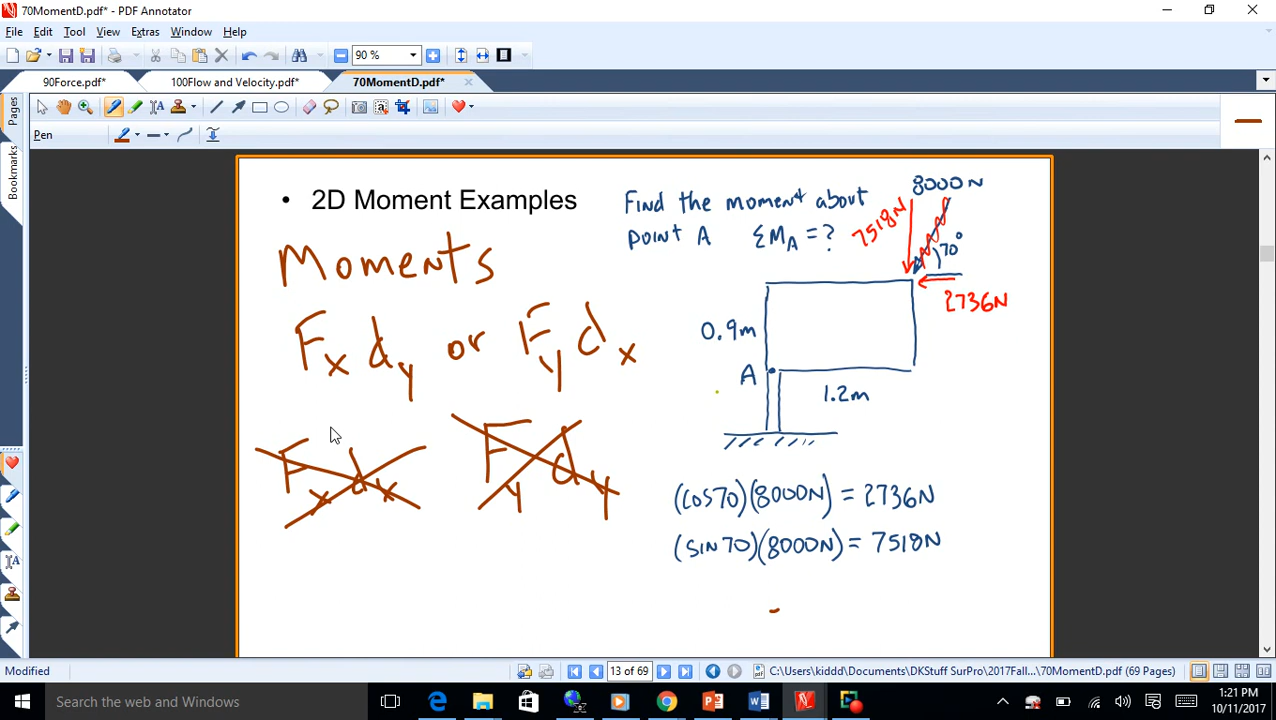 70MomentD.pdf* - PDF Annotator
File Edit Tool View Extras Window Help
90 %
90Force.pdf* 100Flow and Velocity.pdf* 70MomentD.pdf*
Pen
Pages
Bookmarks
• 2D Moment Examples
Moments
Fx dy or Fy dx
Fx dx Fy dy
Find the moment about
point A ΣMA = ?
8000N
7518N
70°
2736N
0.9m
A
1.2m
(cos70)(8000N) = 2736N
(sin70)(8000N) = 7518N
Modified
13 of 69
C:\Users\kiddd\Documents\DKStuff SurPro\2017Fall...\70MomentD.pdf (69 Pages)
Search the web and Windows
1:21 PM
10/11/2017